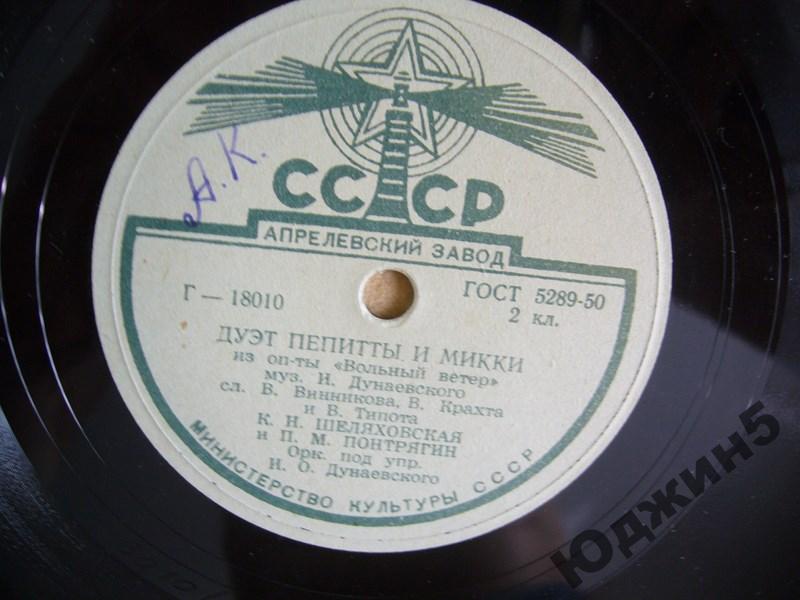 А.К.
СССР
АПРЕЛЕВСКИЙ ЗАВОД
Г — 18010
ГОСТ 5289-50
2 кл.
ДУЭТ ПЕПИТТЫ И МИККИ
из оп-ты «Вольный ветер»
муз. И. Дунаевского
сл. В. Винникова, В. Крахта
и В. Типота
К. Н. ШЕЛЯХОВСКАЯ
и П. М. ПОНТРЯГИН
Орк. под упр.
И. О. Дунаевского
МИНИСТЕРСТВО КУЛЬТУРЫ СССР
Юджин5